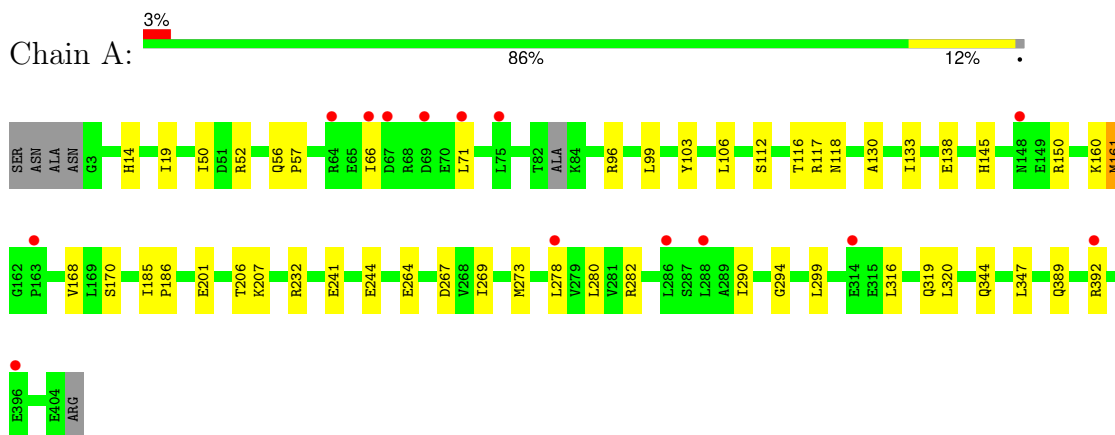 3%
Chain A:
86% 12% •
SER ASN ALA ASN G3 H14 I19 I50 D51 R52 Q56 P57 R64 E65 I66 D67 R68 D69 E70 L71 L75 T82 ALA K84 R96 L99 Y103 L106 S112 T116 R117 N118 A130 I133 E138 H145 N148 E149 R150 K160 M161
G162 P163 V168 L169 S170 I185 P186 E201 T206 K207 R232 E241 E244 E264 D267 V268 I269 M273 L278 V279 L280 V281 R282 L286 S287 L288 A289 I290 G294 L299 E314 E315 L316 Q319 L320 Q344 L347 Q389 R392
E396 E404 ARG